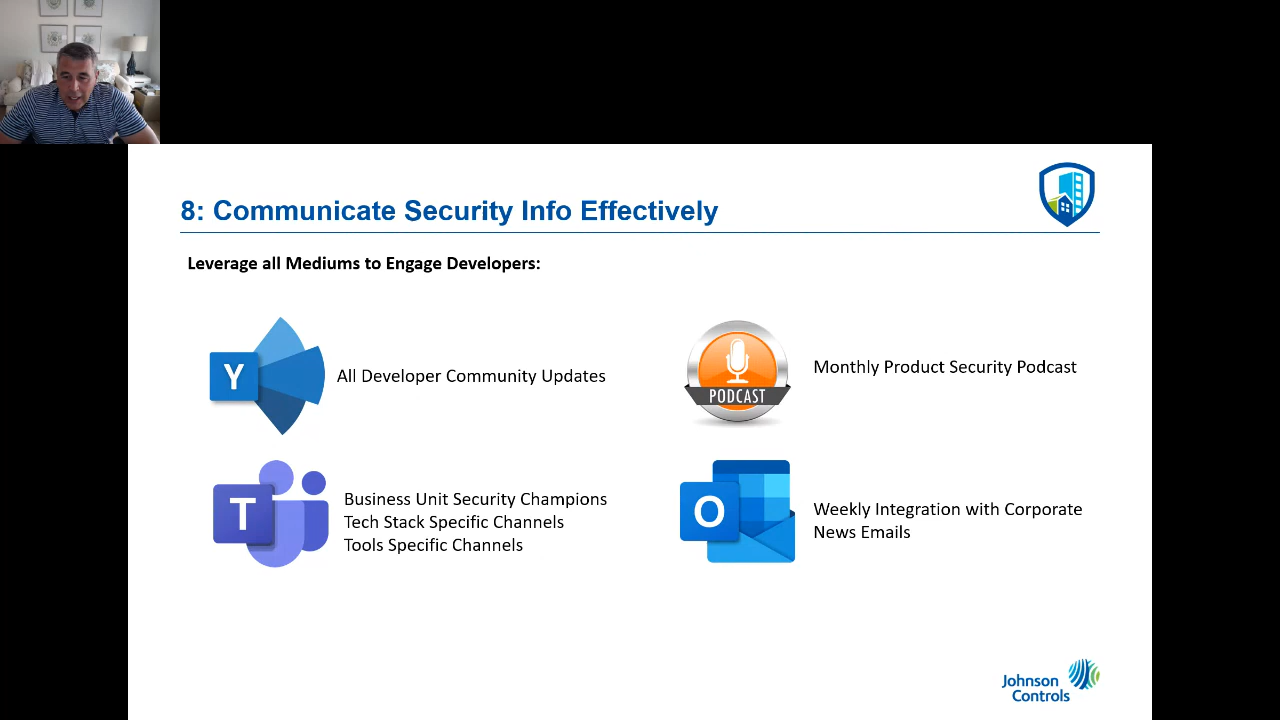 8: Communicate Security Info Effectively
Leverage all Mediums to Engage Developers:
Y
All Developer Community Updates
PODCAST
Monthly Product Security Podcast
T
Business Unit Security Champions
Tech Stack Specific Channels
Tools Specific Channels
O
Weekly Integration with Corporate
News Emails
Johnson
Controls